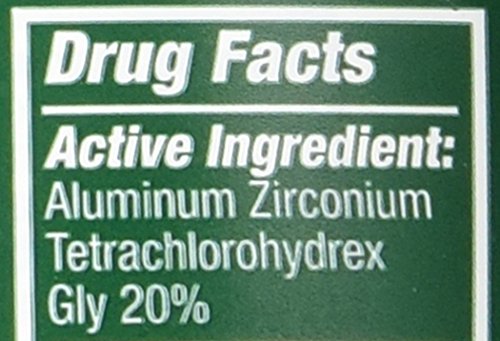 Drug Facts
Active Ingredient:
Aluminum Zirconium
Tetrachlorohydrex
Gly 20%